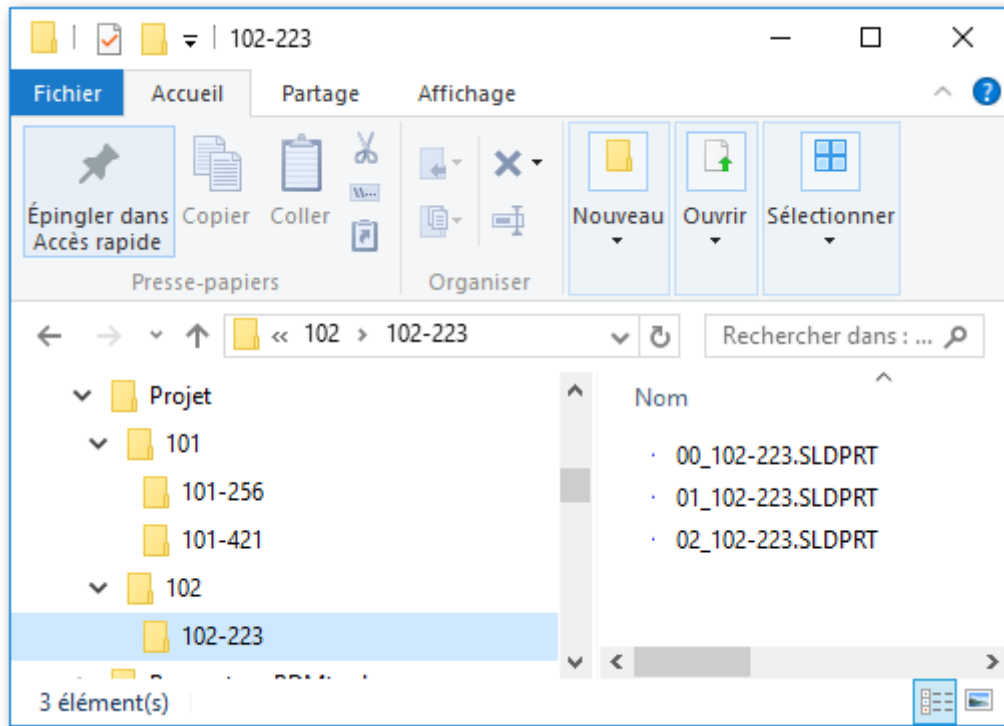 102-223
Fichier Accueil Partage Affichage
Épingler dans Accès rapide
Copier
Coller
Nouveau
Ouvrir
Sélectionner
Presse-papiers
Organiser
« 102 > 102-223
Rechercher dans : ...
Projet
101
101-256
101-421
102
102-223
Nom
00_102-223.SLDPRT
01_102-223.SLDPRT
02_102-223.SLDPRT
3 élément(s)